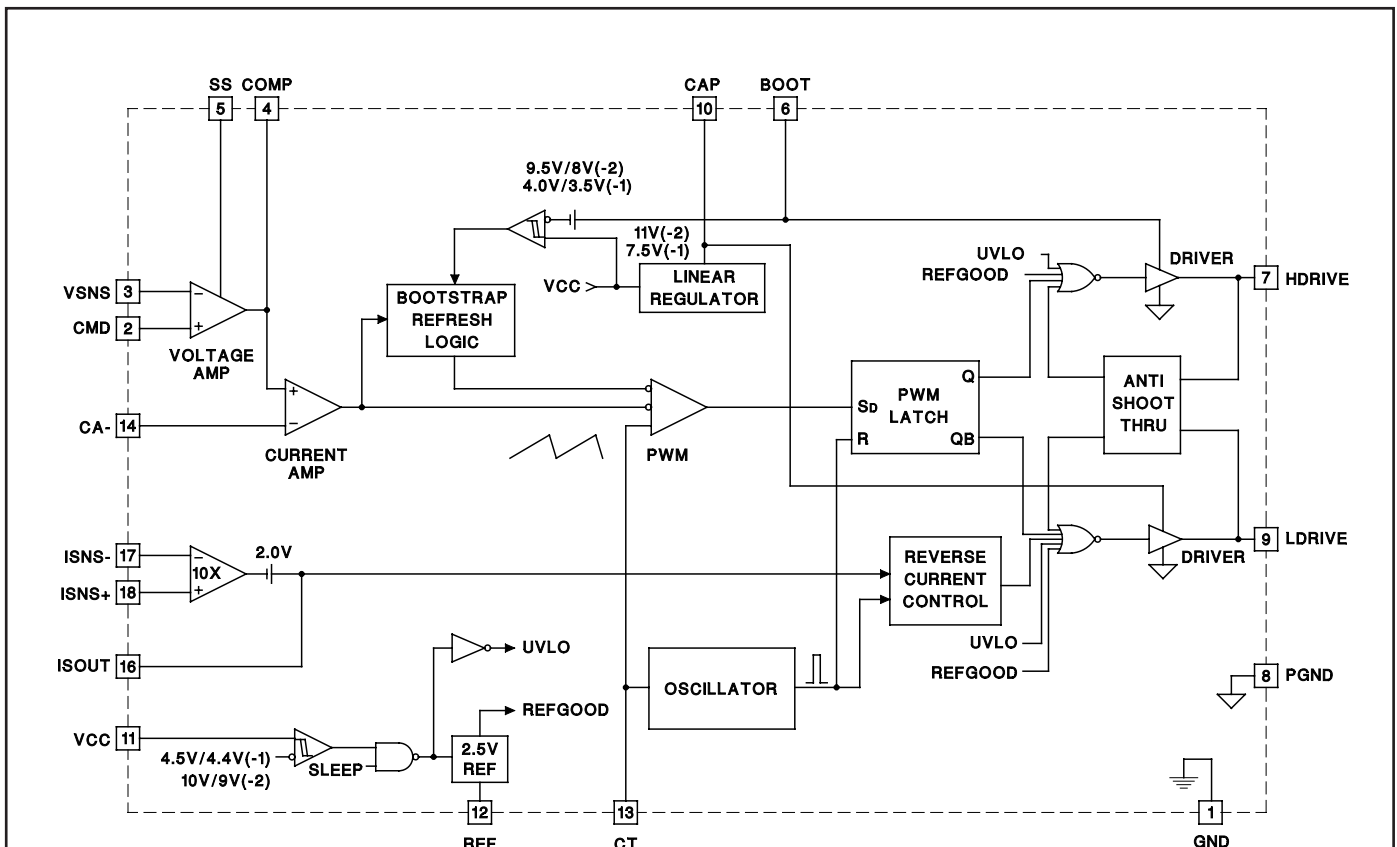 SS COMP CAP BOOT
5 4 10 6
9.5V/8V(-2)
4.0V/3.5V(-1)
11V(-2)
7.5V(-1)
UVLO
REFGOOD
DRIVER
7 HDRIVE
VCC
LINEAR
REGULATOR
VSNS 3
CMD 2
−
+
VOLTAGE
AMP
BOOTSTRAP
REFRESH
LOGIC
CA- 14
+
−
CURRENT
AMP
PWM
Q
SD
PWM
LATCH
R
QB
ANTI
SHOOT
THRU
ISNS- 17
ISNS+ 18
−
10X
+
2.0V
REVERSE
CURRENT
CONTROL
DRIVER
9 LDRIVE
UVLO
REFGOOD
ISOUT 16
UVLO
OSCILLATOR
8 PGND
REFGOOD
VCC 11
4.5V/4.4V(-1)
10V/9V(-2)
SLEEP
2.5V
REF
12 13 1
REF CT GND